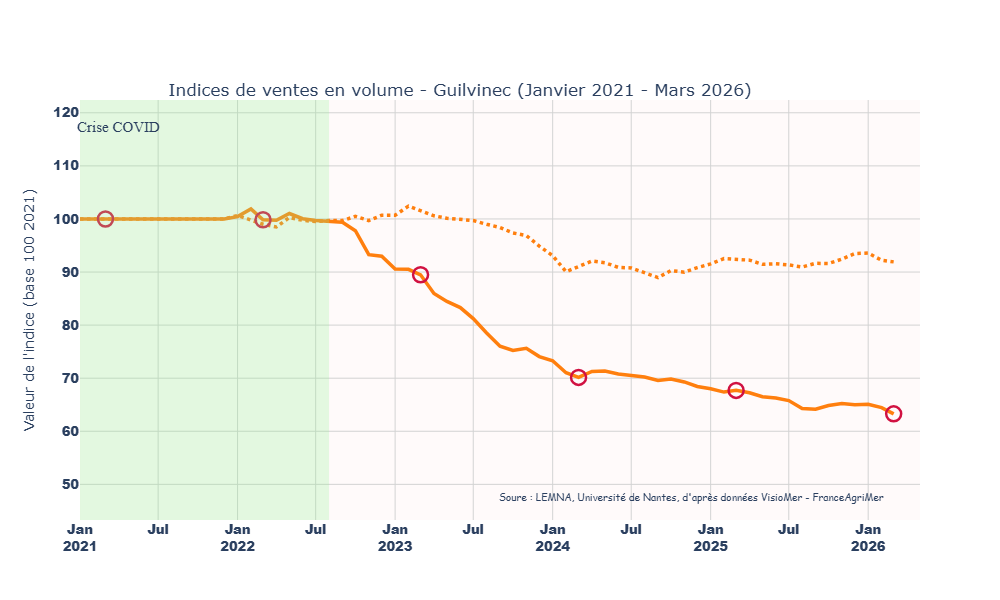 Indices de ventes en volume - Guilvinec (Janvier 2021 - Mars 2026)
Crise COVID
Valeur de l'indice (base 100 2021)
120
110
100
90
80
70
60
50
Soure : LEMNA, Université de Nantes, d'après données VisioMer - FranceAgriMer
Jan Jul Jan Jul Jan Jul Jan Jul Jan Jul Jan
2021 2022 2023 2024 2025 2026